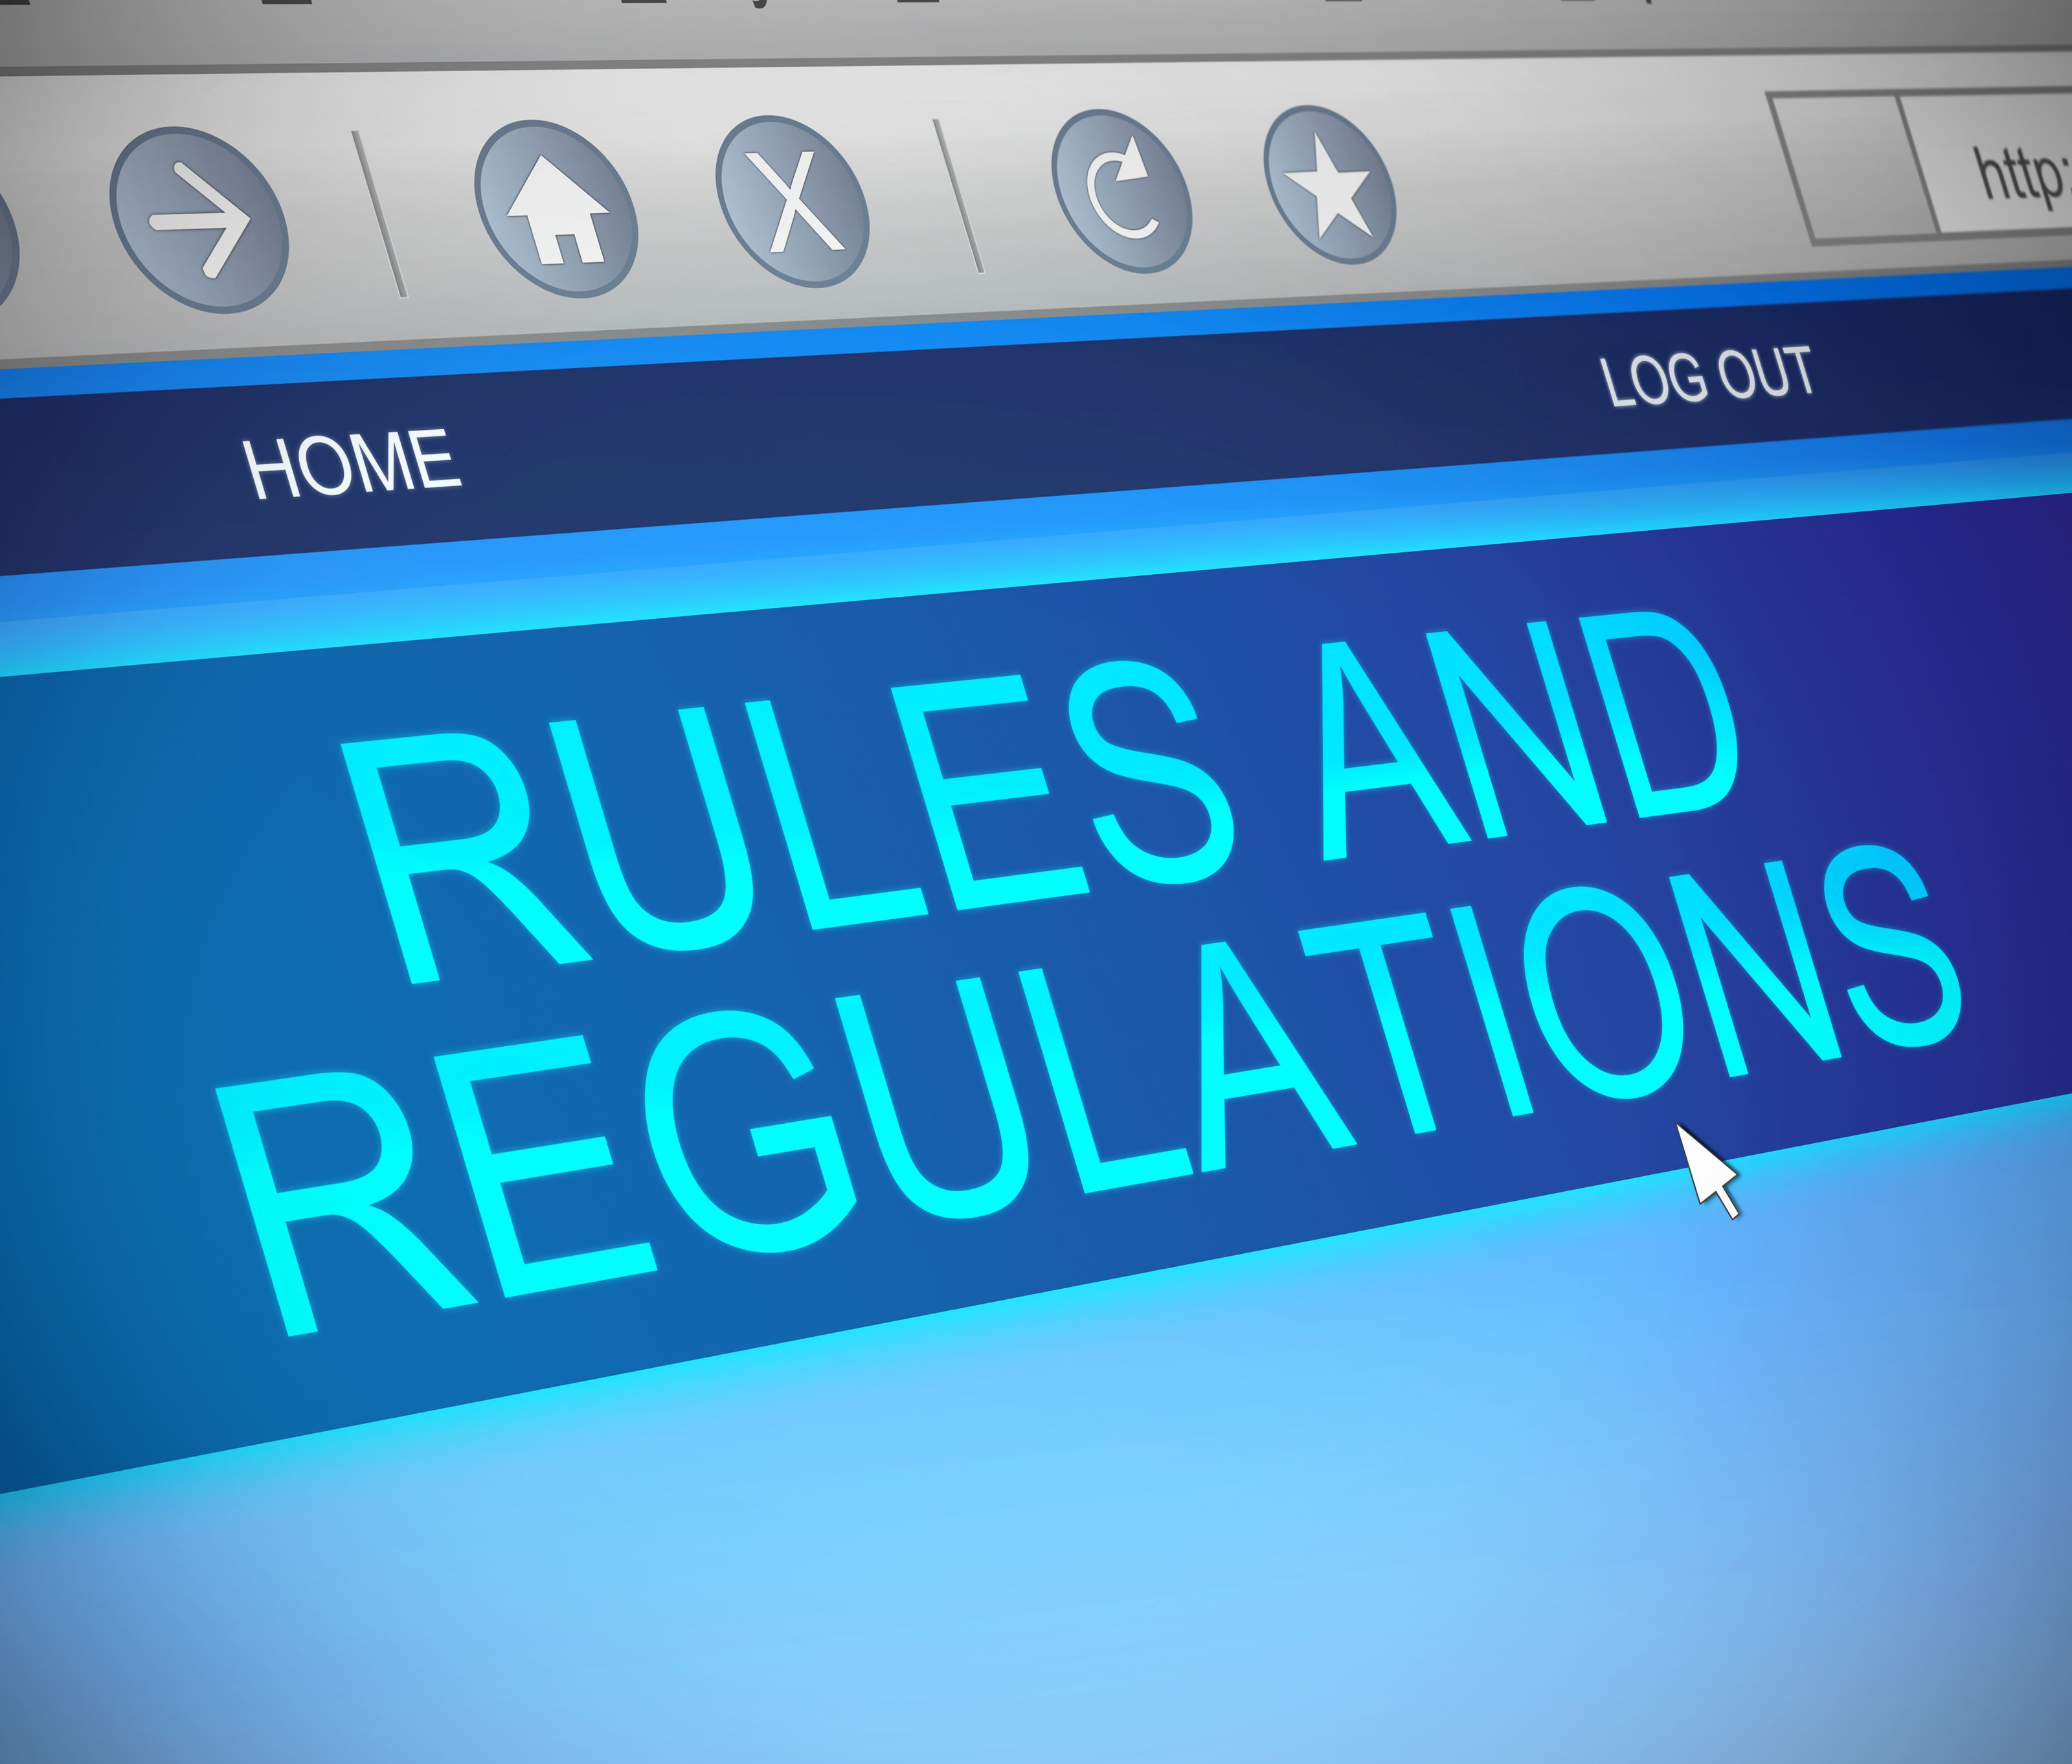 http:
HOME
LOG OUT
RULES AND
REGULATIONS